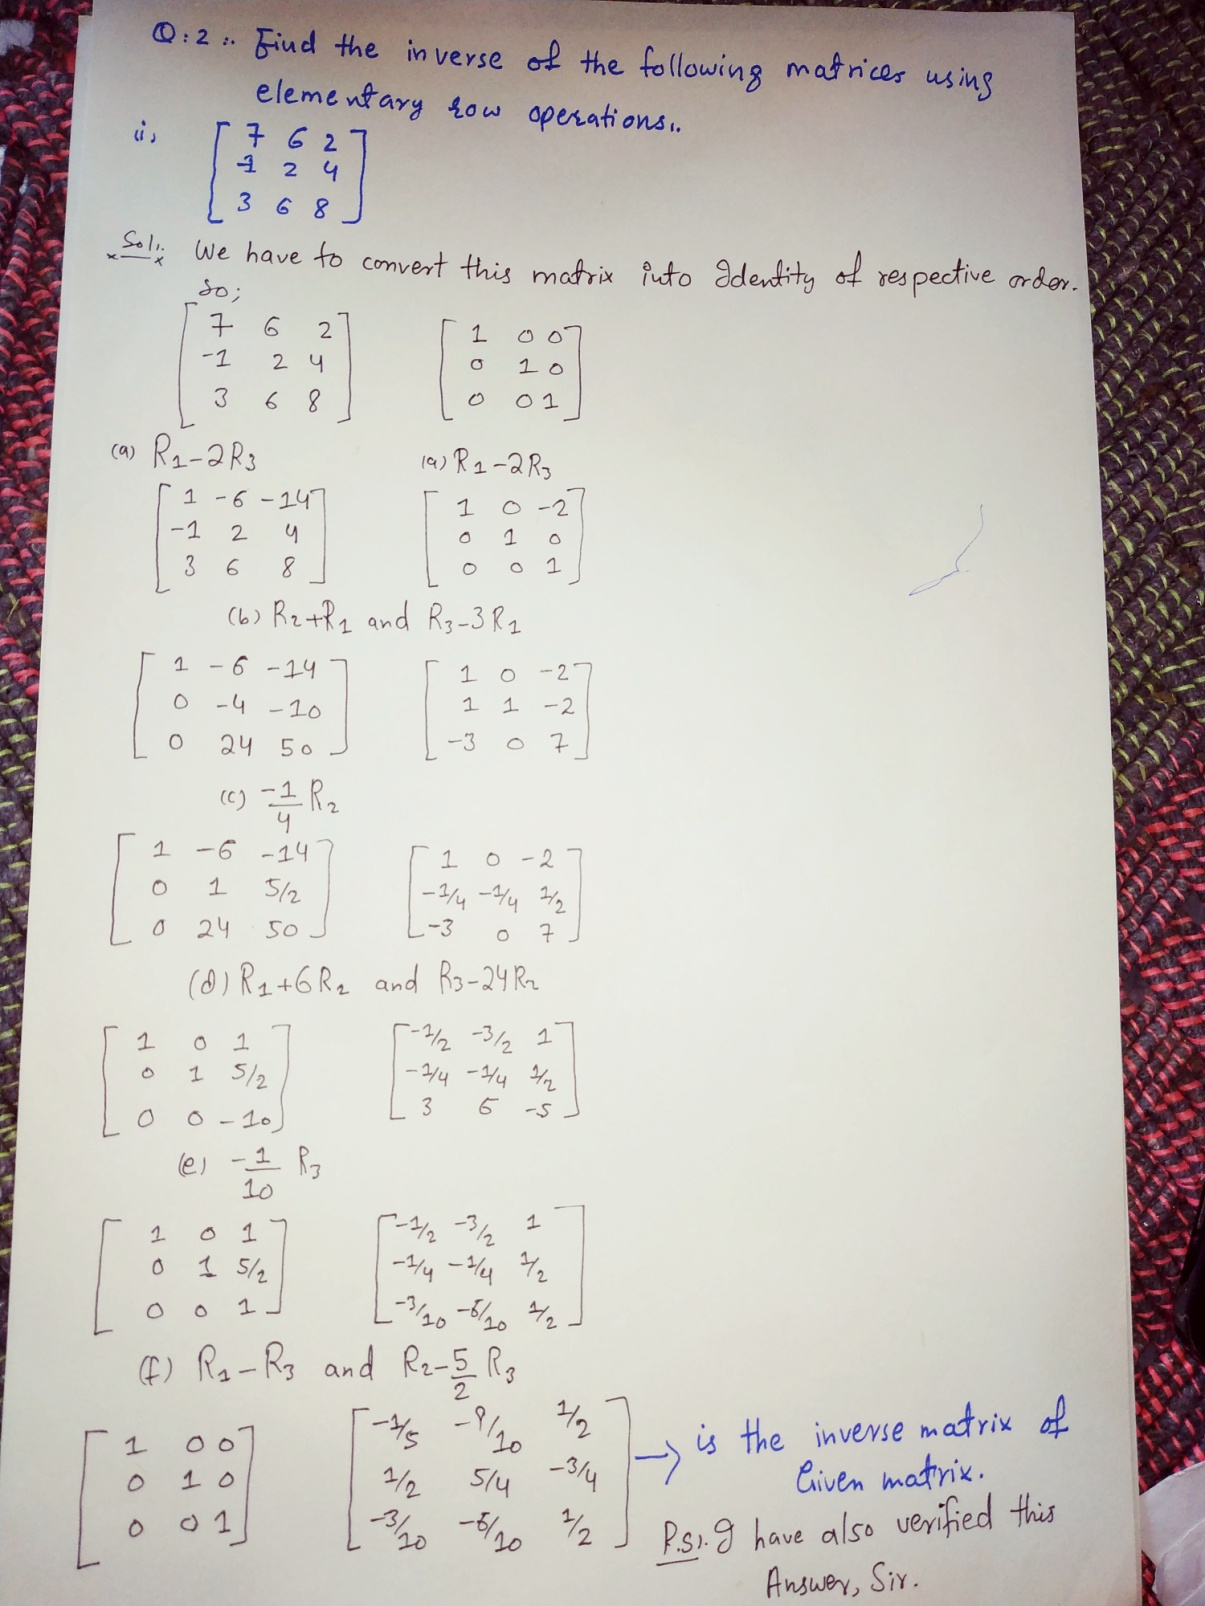 Q:2:. Find the inverse of the following matrices using
elementary row operations..
ii,
7 6 2
-1 2 4
3 6 8
Sol:. We have to convert this matrix into Identity of respective order.
So;
7 6 2 1 0 0
-1 2 4 0 1 0
3 6 8 0 0 1
(a) R1-2R3 (a) R1-2R3
1 -6 -14 1 0 -2
-1 2 4 0 1 0
3 6 8 0 0 1
(b) R2+R1 and R3-3R1
1 -6 -14 1 0 -2
0 -4 -10 1 1 -2
0 24 50 -3 0 7
(c) -1/4 R2
1 -6 -14 1 0 -2
0 1 5/2 -1/4 -1/4 1/2
0 24 50 -3 0 7
(d) R1+6R2 and R3-24R2
1 0 1 -1/2 -3/2 1
0 1 5/2 -1/4 -1/4 1/2
0 0 -10 3 6 -5
(e) -1/10 R3
1 0 1 -1/2 -3/2 1
0 1 5/2 -1/4 -1/4 1/2
0 0 1 -3/10 -6/10 1/2
(f) R1-R3 and R2-5/2 R3
1 0 0 -1/5 -9/10 1/2 → is the inverse matrix of
0 1 0 1/2 5/4 -3/4 Given matrix.
0 0 1 -3/10 -6/10 1/2 P.S:. I have also verified this
Answer, Sir.